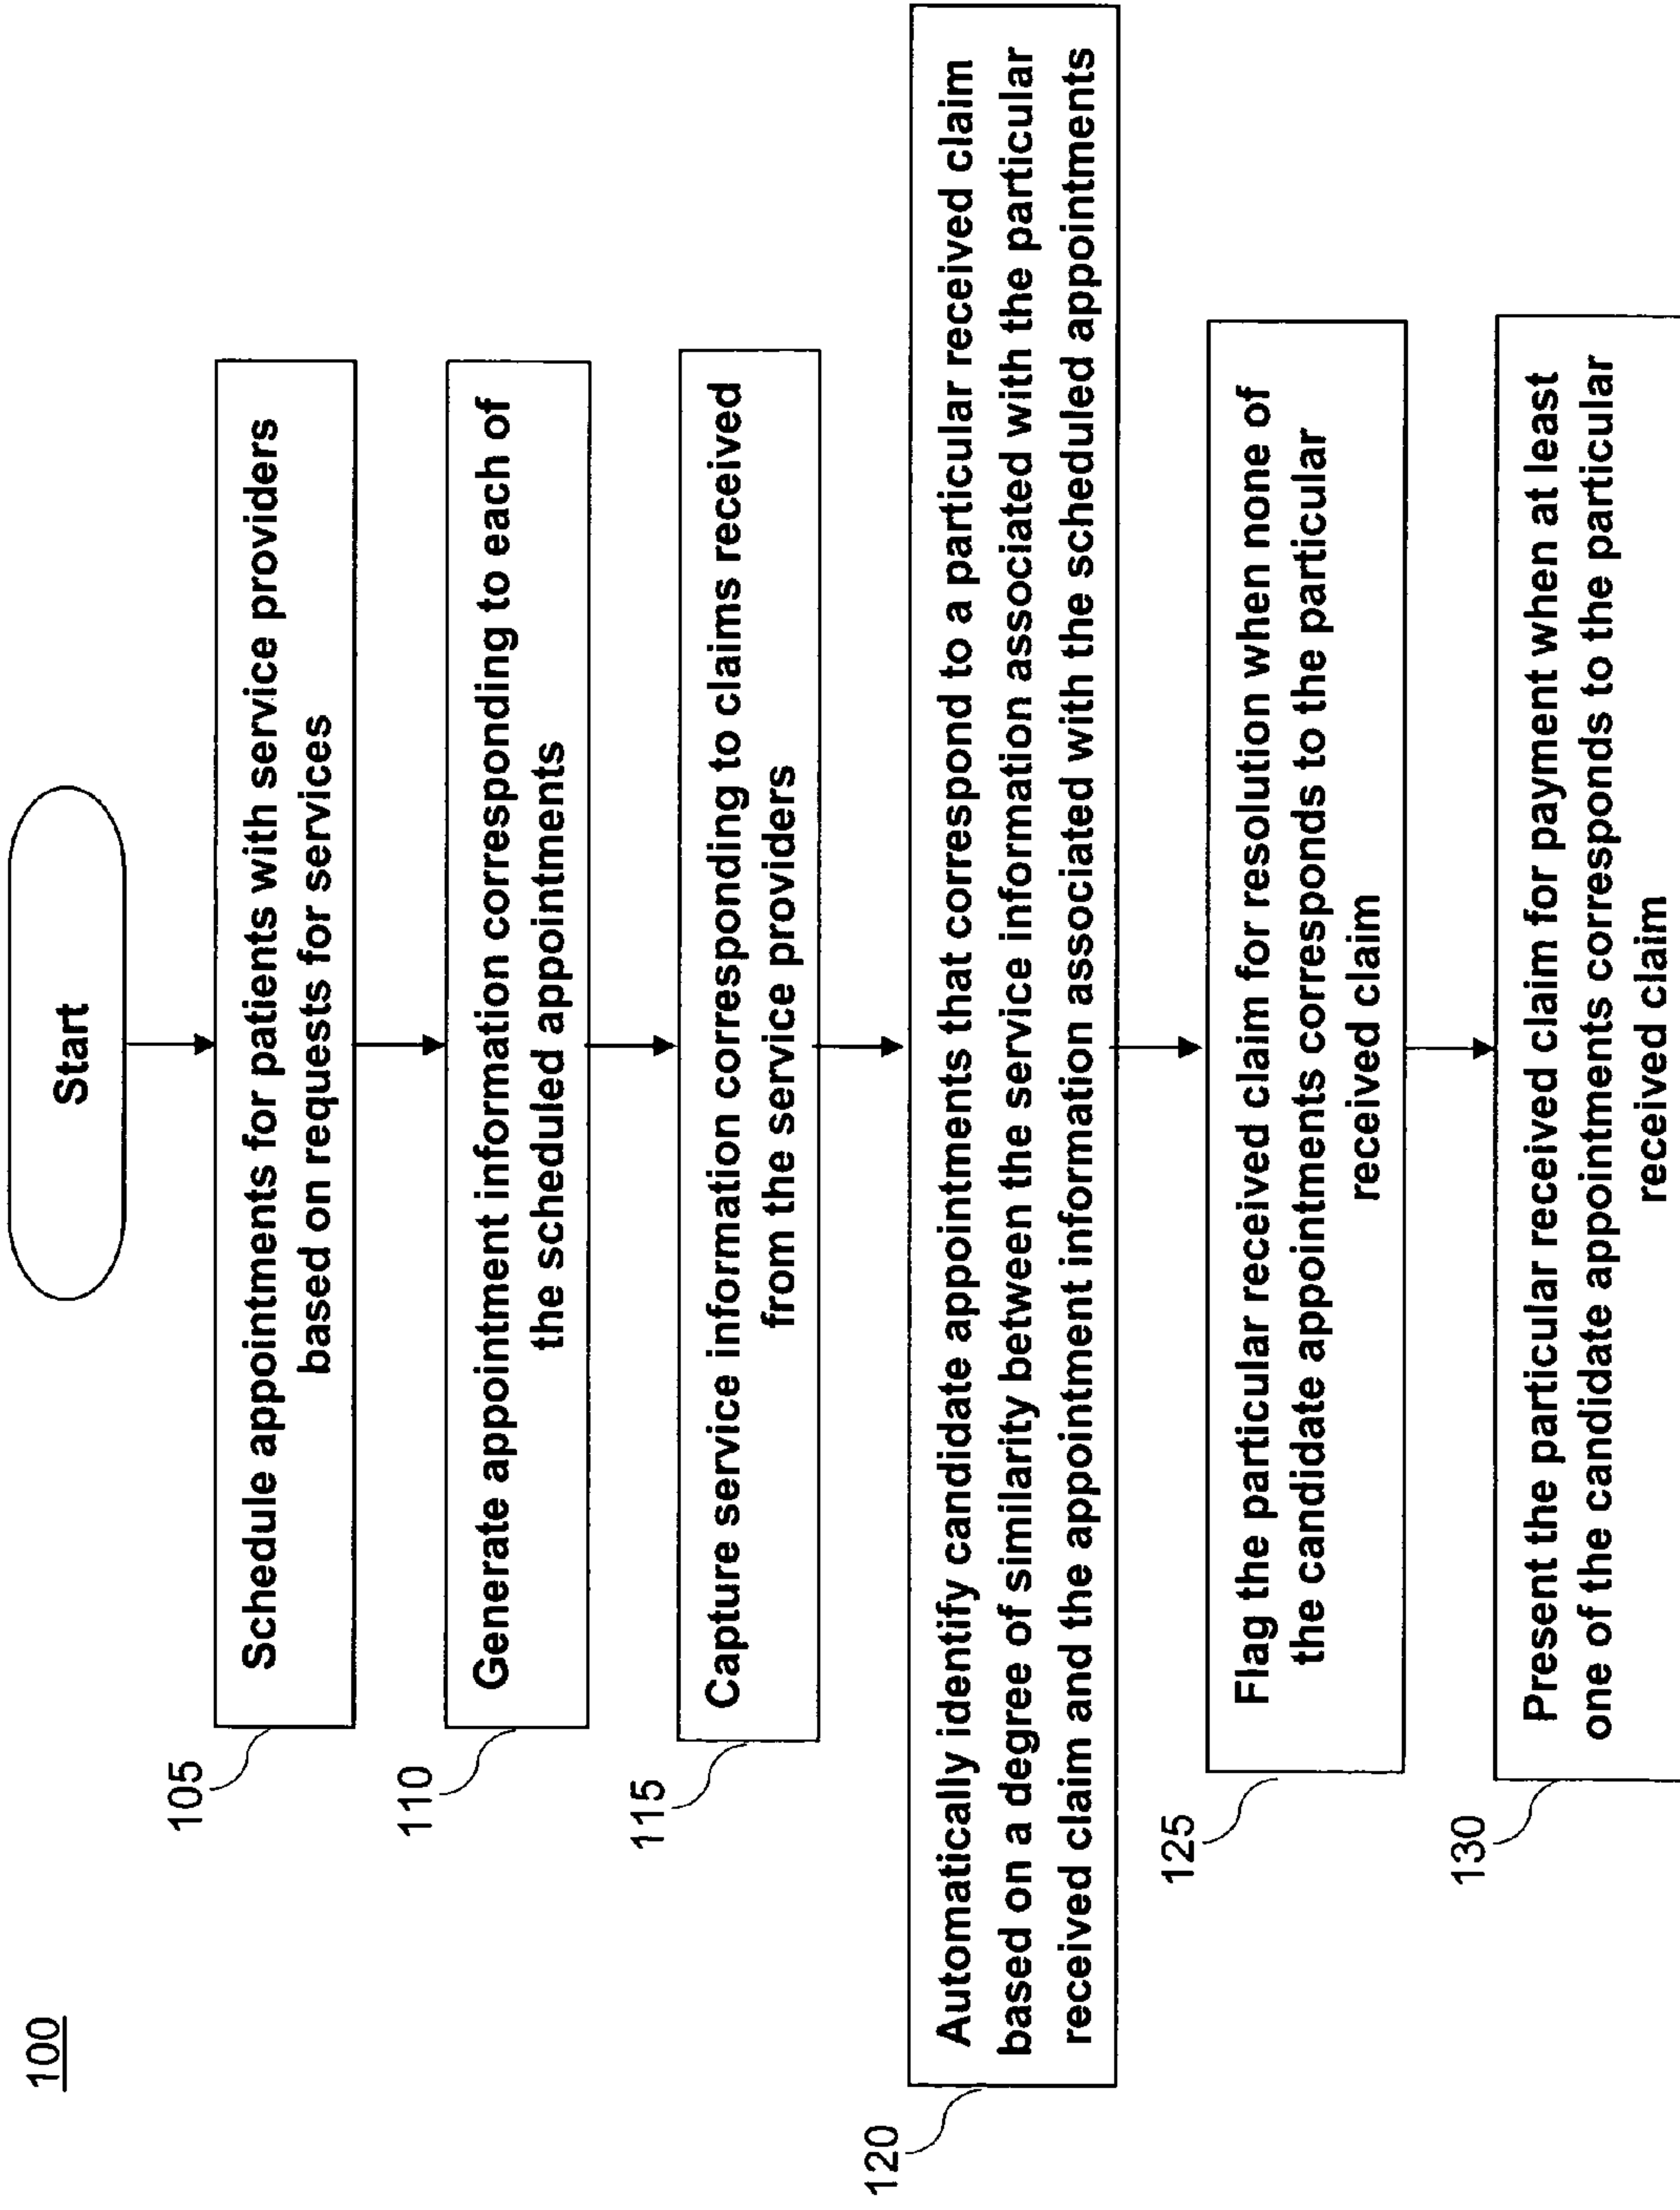 100
Start
105
Schedule appointments for patients with service providers
based on requests for services
110
Generate appointment information corresponding to each of
the scheduled appointments
115
Capture service information corresponding to claims received
from the service providers
120
Automatically identify candidate appointments that correspond to a particular received claim
based on a degree of similarity between the service information associated with the particular
received claim and the appointment information associated with the scheduled appointments
125
Flag the particular received claim for resolution when none of
the candidate appointments corresponds to the particular
received claim
130
Present the particular received claim for payment when at least
one of the candidate appointments corresponds to the particular
received claim